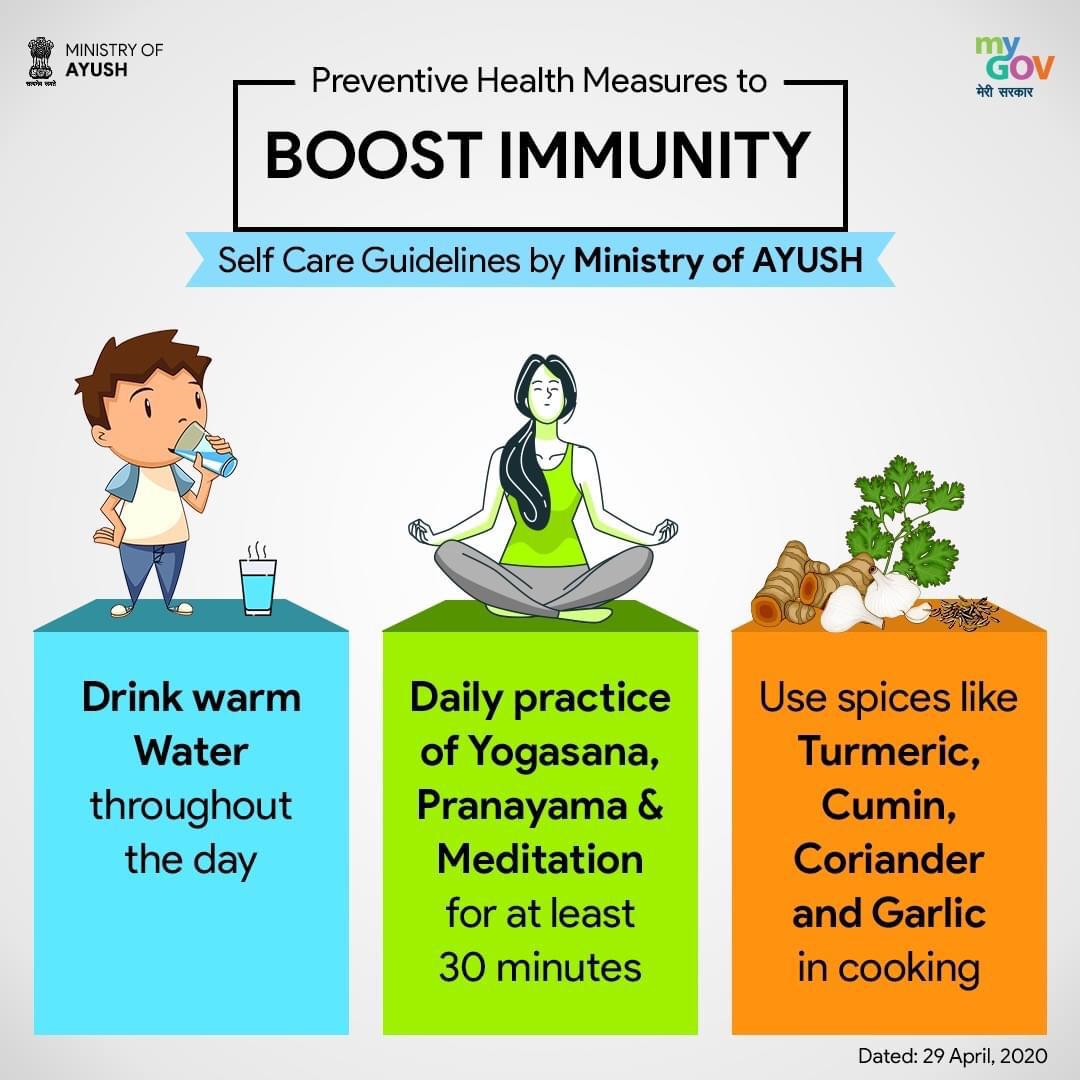 MINISTRY OF
AYUSH
सत्यमेव जयते
my
GOV
मेरी सरकार
Preventive Health Measures to
BOOST IMMUNITY
Self Care Guidelines by Ministry of AYUSH
Drink warm
Water
throughout
the day
Daily practice
of Yogasana,
Pranayama &
Meditation
for at least
30 minutes
Use spices like
Turmeric,
Cumin,
Coriander
and Garlic
in cooking
Dated: 29 April, 2020